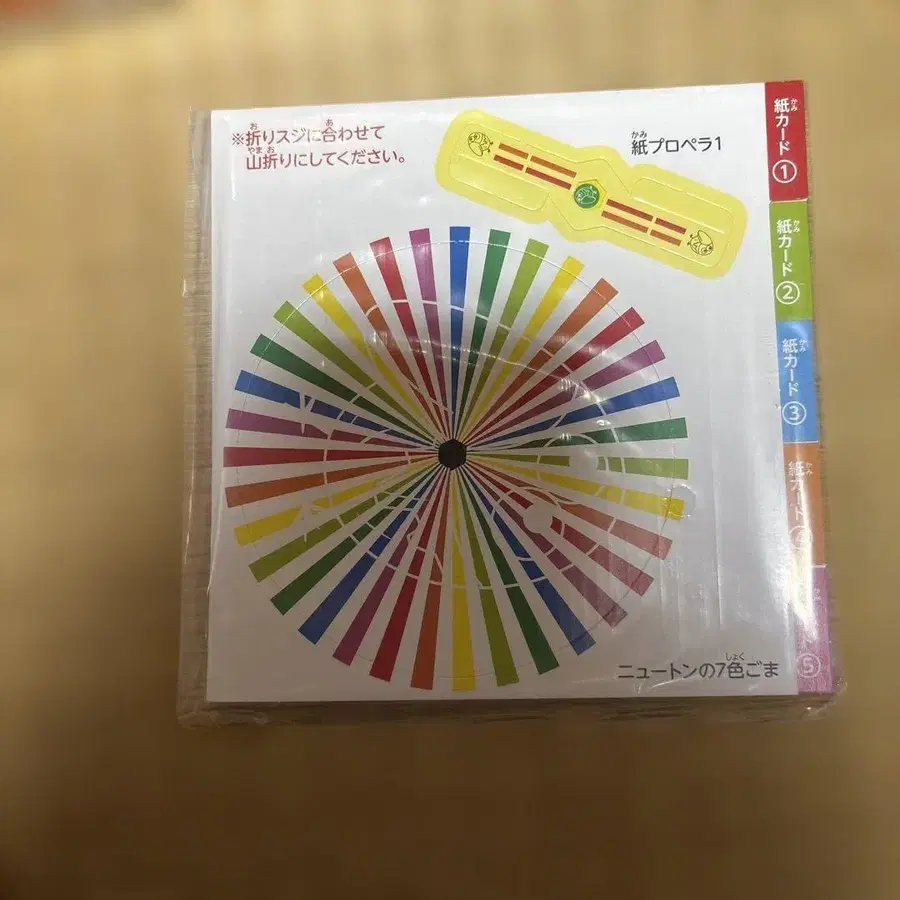 ※折りスジに合わせて
山折りにしてください。
紙プロペラ1
紙カード①
紙カード②
紙カード③
紙カード
⑤
ニュートンの7色ごま